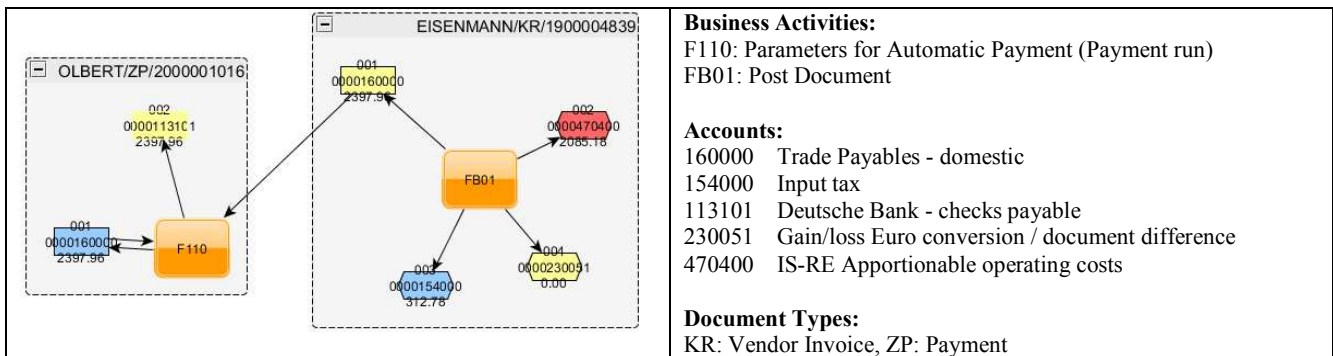 EISENMANN/KR/1900004839
OLBERT/ZP/2000001016
001
0000160000
2397.96
002
0000113101
2397.96
002
0000470400
2085.18
FB01
001
0000160000
2397.96
F110
004
0000230051
0.00
003
0000154000
312.78
Business Activities:
F110: Parameters for Automatic Payment (Payment run)
FB01: Post Document
Accounts:
160000 Trade Payables - domestic
154000 Input tax
113101 Deutsche Bank - checks payable
230051 Gain/loss Euro conversion / document difference
470400 IS-RE Apportionable operating costs
Document Types:
KR: Vendor Invoice, ZP: Payment